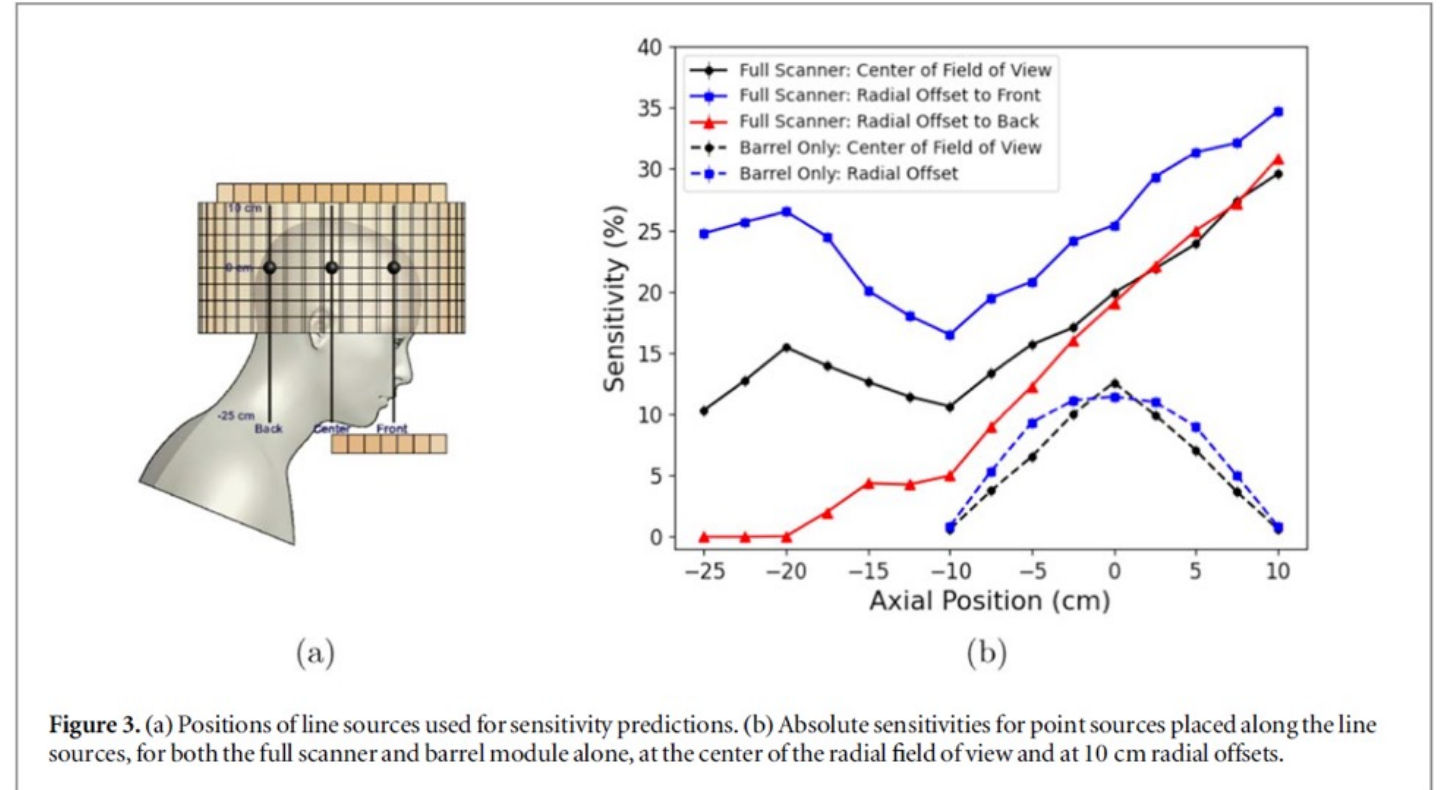 10 cm
0 cm
-25 cm
Back
Center
Front
(a)
40
35
30
25
20
15
10
5
0
Sensitivity (%)
Full Scanner: Center of Field of View
Full Scanner: Radial Offset to Front
Full Scanner: Radial Offset to Back
Barrel Only: Center of Field of View
Barrel Only: Radial Offset
−25 −20 −15 −10 −5 0 5 10
Axial Position (cm)
(b)
Figure 3. (a) Positions of line sources used for sensitivity predictions. (b) Absolute sensitivities for point sources placed along the line
sources, for both the full scanner and barrel module alone, at the center of the radial field of view and at 10 cm radial offsets.